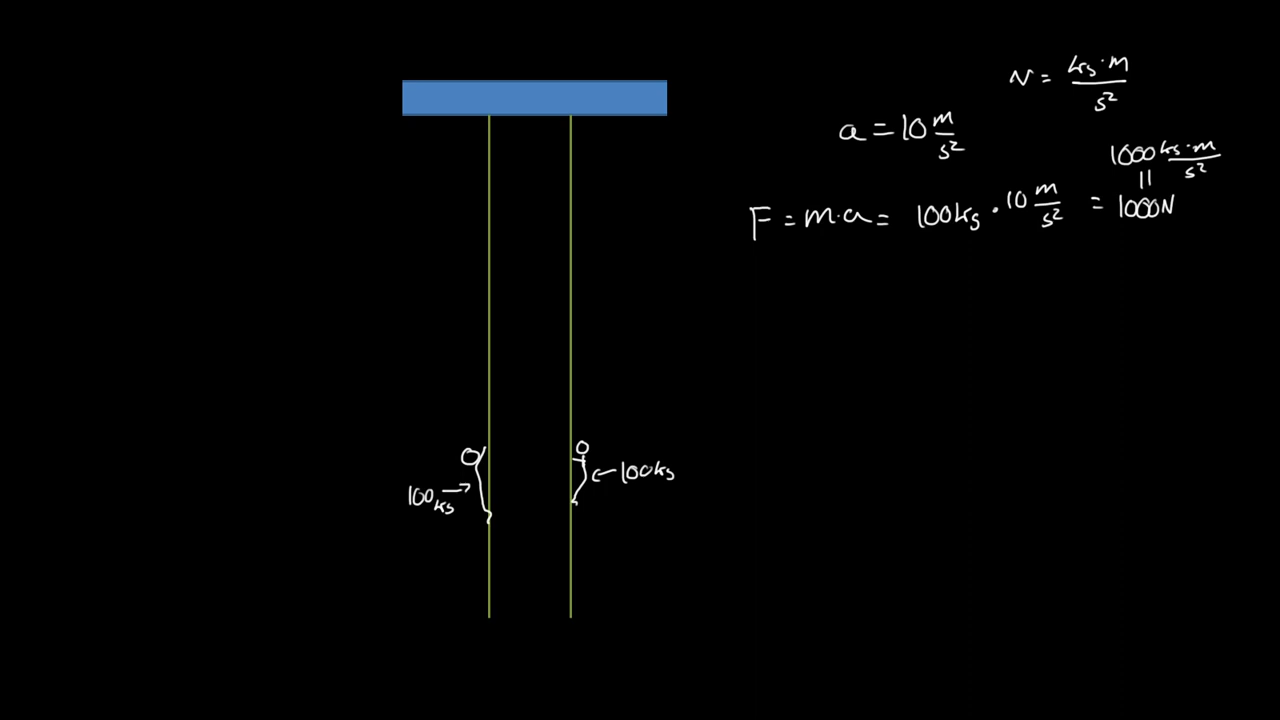 N = kg·m/s²
a = 10 m/s²
1000 kg·m/s²
||
F = m·a = 100kg · 10 m/s² = 1000N
100kg →
← 100kg